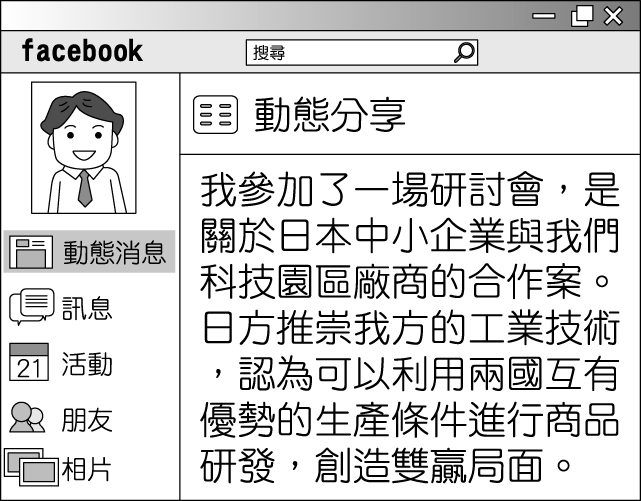 facebook
搜尋
動態消息
訊息
21
活動
朋友
相片
動態分享
我參加了一場研討會，是
關於日本中小企業與我們
科技園區廠商的合作案。
日方推崇我方的工業技術
，認為可以利用兩國互有
優勢的生產條件進行商品
研發，創造雙贏局面。